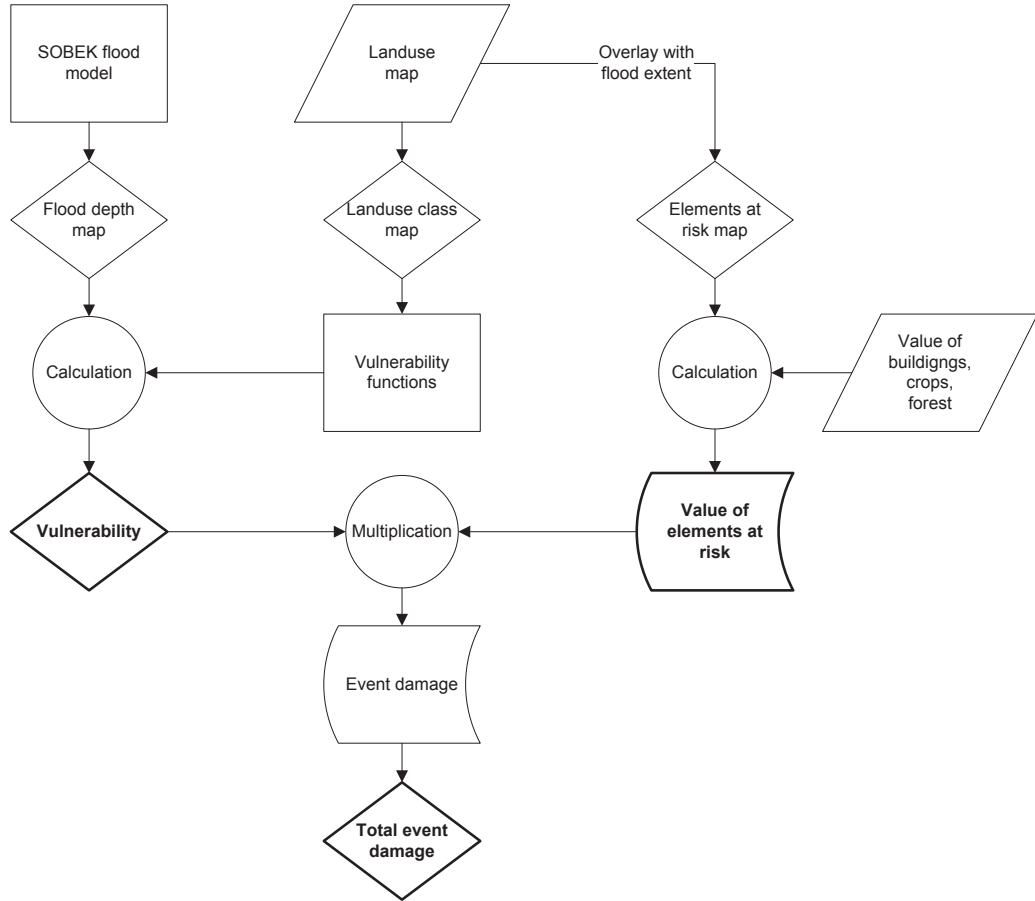 SOBEK flood
model
Landuse
map
Overlay with
flood extent
Flood depth
map
Landuse class
map
Elements at
risk map
Calculation
Vulnerability
functions
Calculation
Value of
buildigngs,
crops,
forest
Vulnerability
Multiplication
Value of
elements at
risk
Event damage
Total event
damage